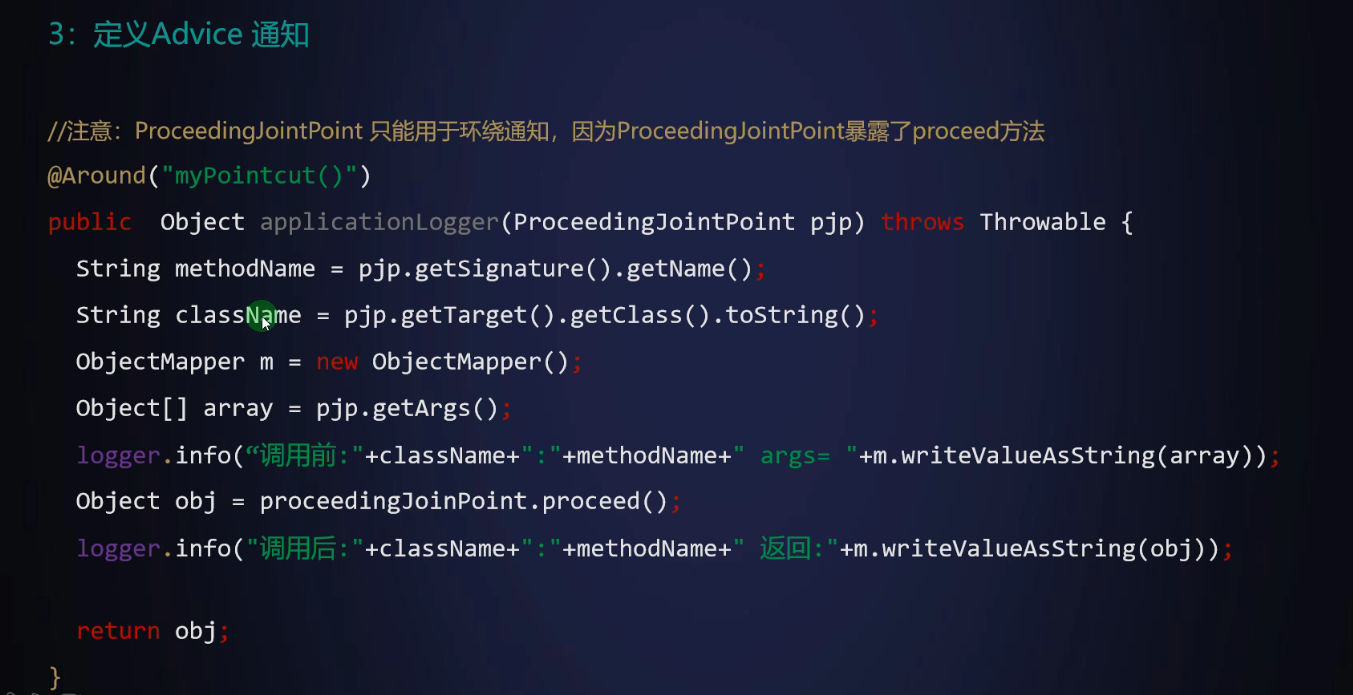 3：定义Advice 通知
//注意：ProceedingJointPoint 只能用于环绕通知，因为ProceedingJointPoint暴露了proceed方法
@Around("myPointcut()")
public  Object applicationLogger(ProceedingJointPoint pjp) throws Throwable {
String methodName = pjp.getSignature().getName();
String className = pjp.getTarget().getClass().toString();
ObjectMapper m = new ObjectMapper();
Object[] array = pjp.getArgs();
logger.info(“调用前:"+className+":"+methodName+" args= "+m.writeValueAsString(array));
Object obj = proceedingJoinPoint.proceed();
logger.info("调用后:"+className+":"+methodName+" 返回:"+m.writeValueAsString(obj));
return obj;
}